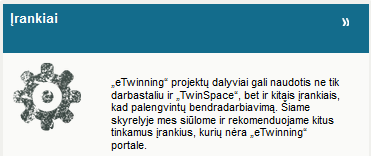 Įrankiai »
„eTwinning“ projektų dalyviai gali naudotis ne tik
darbastaliu ir „TwinSpace“, bet ir kitais įrankiais,
kad palengvintų bendradarbiavimą. Šiame
skyrelyje mes siūlome ir rekomenduojame kitus
tinkamus įrankius, kurių nėra „eTwinning“
portale.